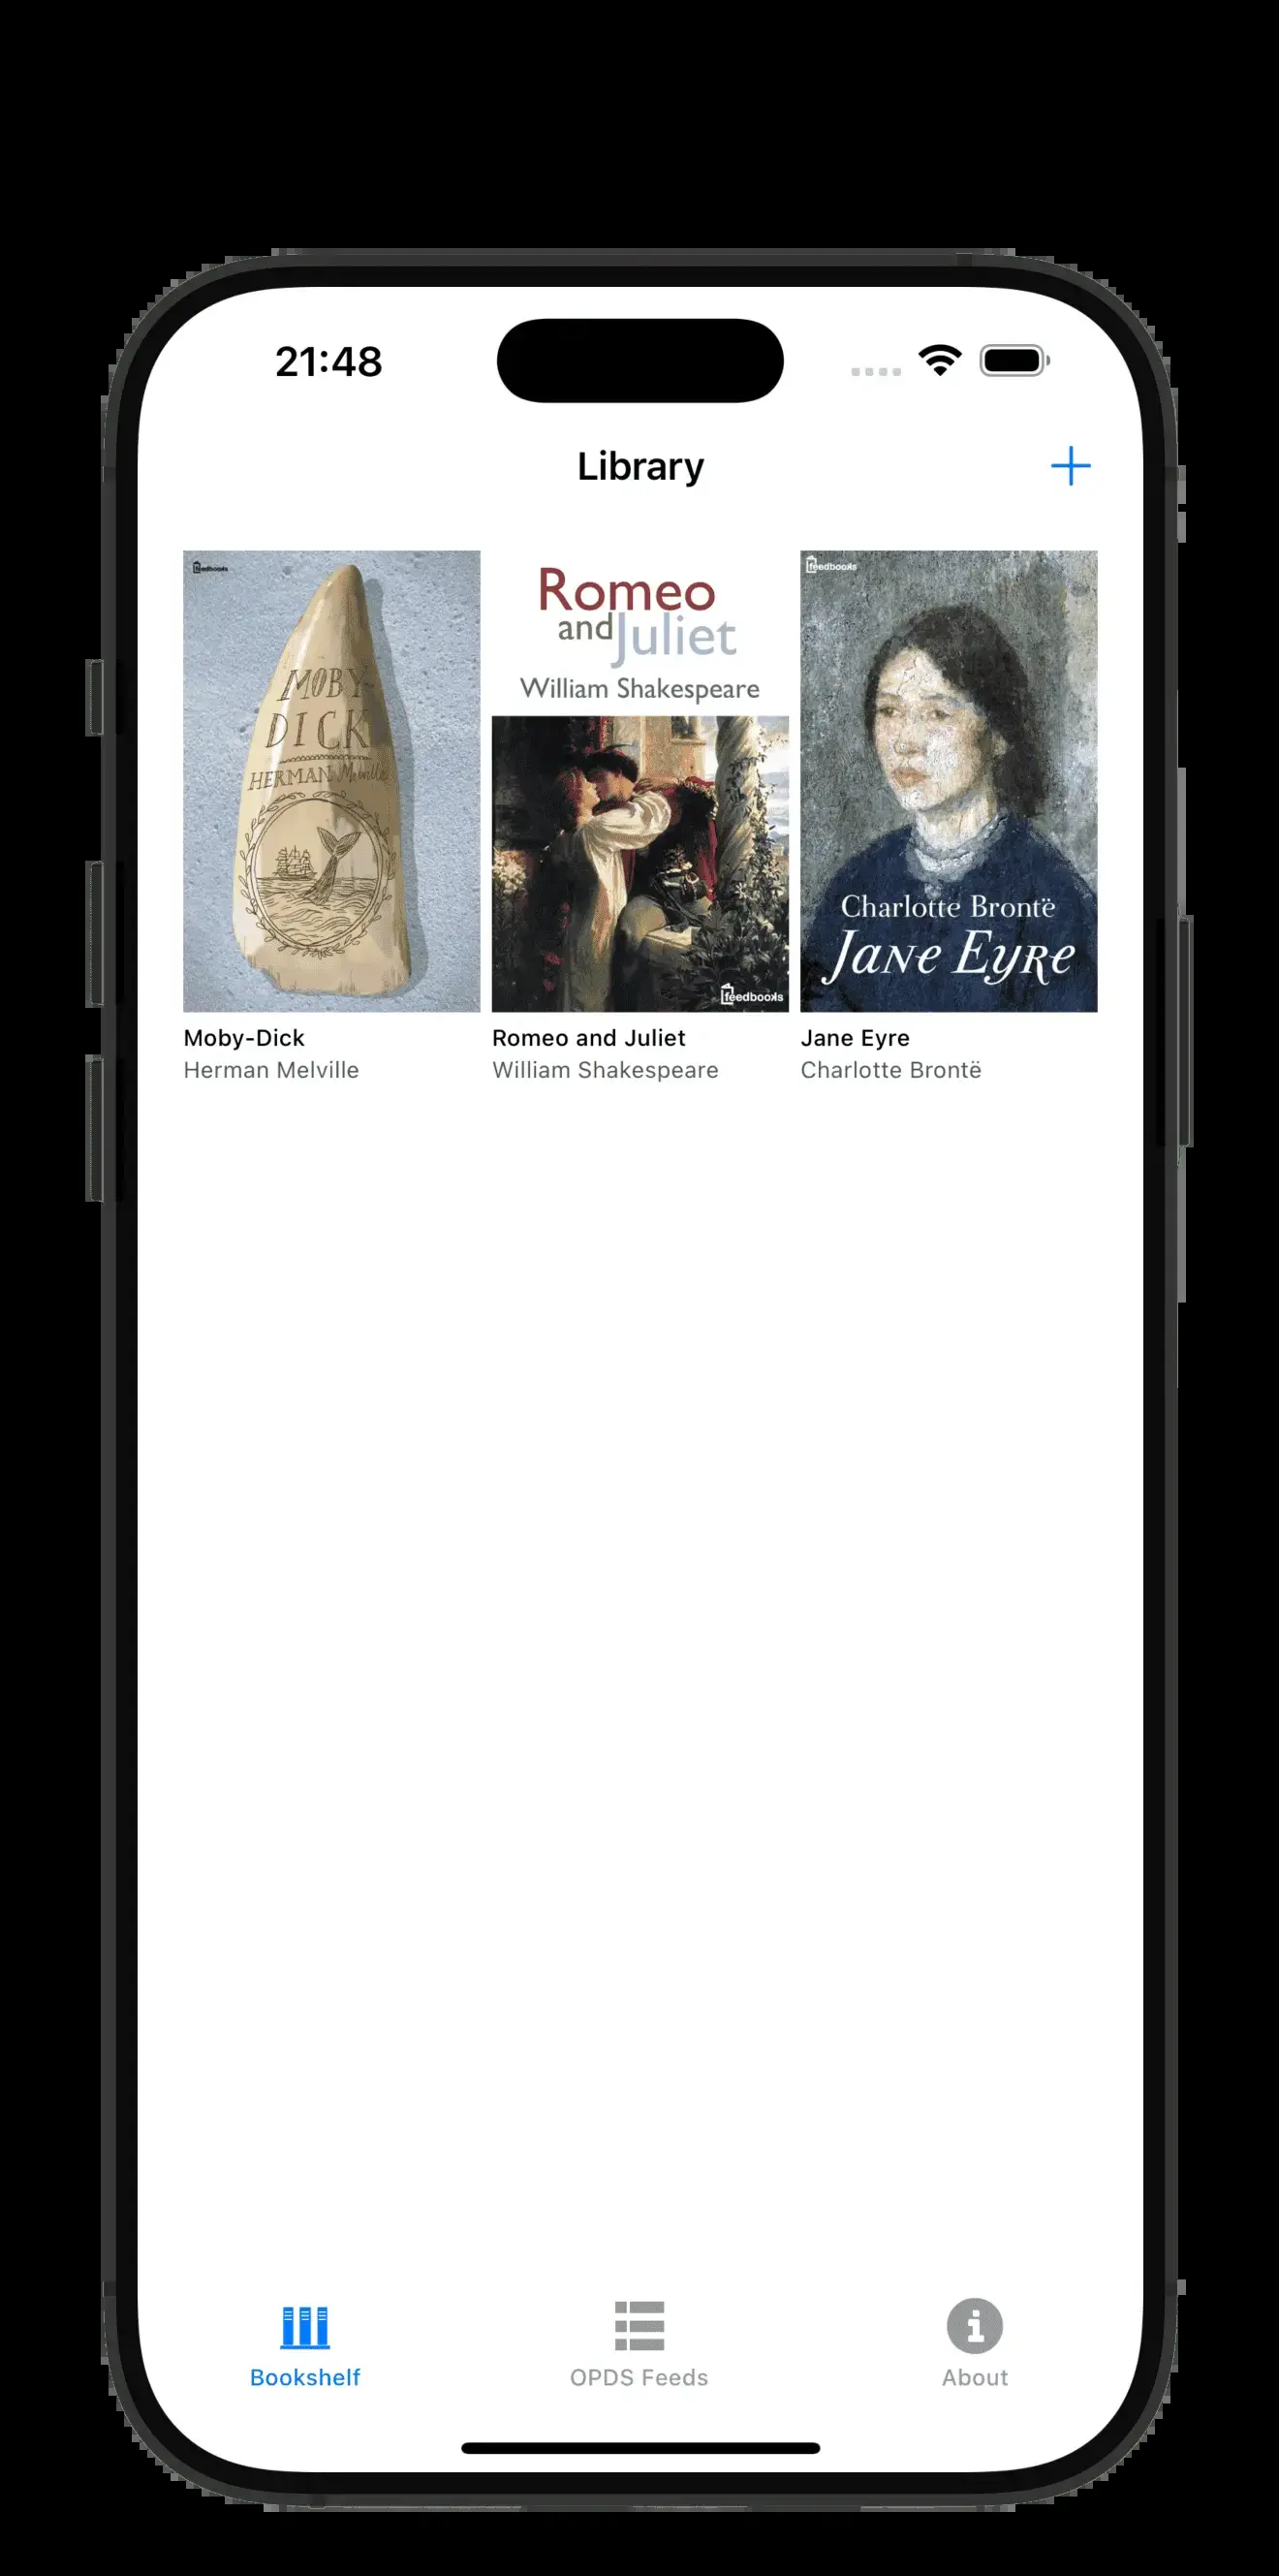 21:48
Library
feedbooks
MOBY-
DICK
HERMAN Melville
Romeo
and Juliet
William Shakespeare
feedbooks
feedbooks
Charlotte Brontë
Jane Eyre
Moby-Dick
Herman Melville
Romeo and Juliet
William Shakespeare
Jane Eyre
Charlotte Brontë
Bookshelf
OPDS Feeds
About